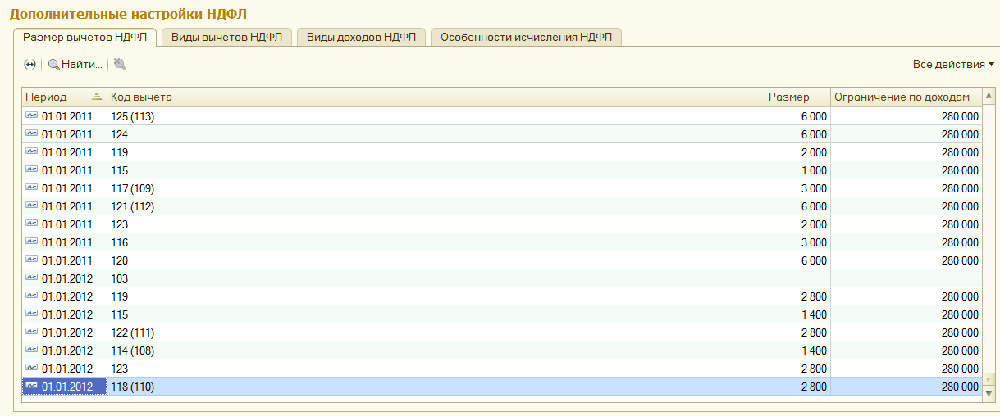 Дополнительные настройки НДФЛ
Размер вычетов НДФЛ Виды вычетов НДФЛ Виды доходов НДФЛ Особенности исчисления НДФЛ
Найти... Все действия
Период Код вычета Размер Ограничение по доходам
01.01.2011 125 (113) 6 000 280 000
01.01.2011 124 6 000 280 000
01.01.2011 119 2 000 280 000
01.01.2011 115 1 000 280 000
01.01.2011 117 (109) 3 000 280 000
01.01.2011 121 (112) 6 000 280 000
01.01.2011 123 2 000 280 000
01.01.2011 116 3 000 280 000
01.01.2011 120 6 000 280 000
01.01.2012 103
01.01.2012 119 2 800 280 000
01.01.2012 115 1 400 280 000
01.01.2012 122 (111) 2 800 280 000
01.01.2012 114 (108) 1 400 280 000
01.01.2012 123 2 800 280 000
01.01.2012 118 (110) 2 800 280 000